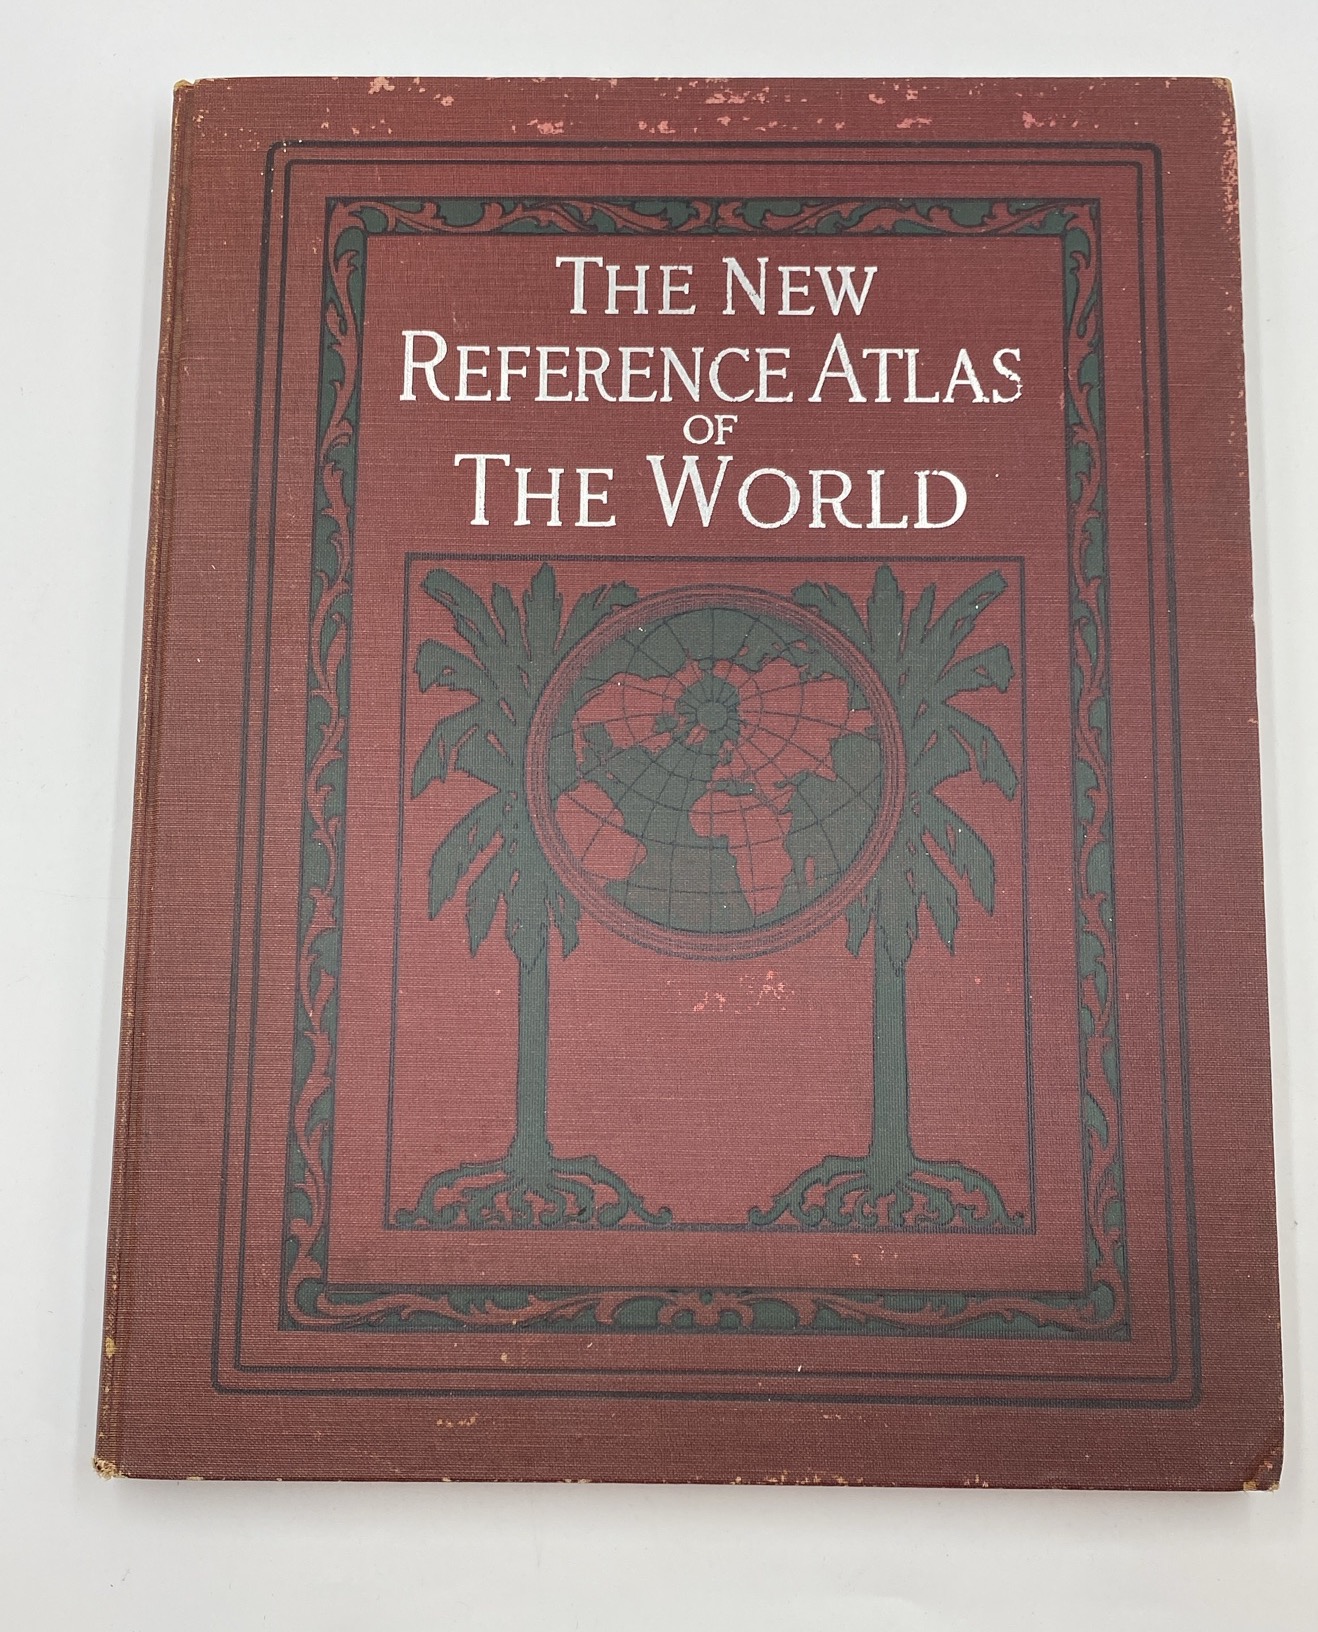 THE NEW
REFERENCE ATLAS
OF
THE WORLD